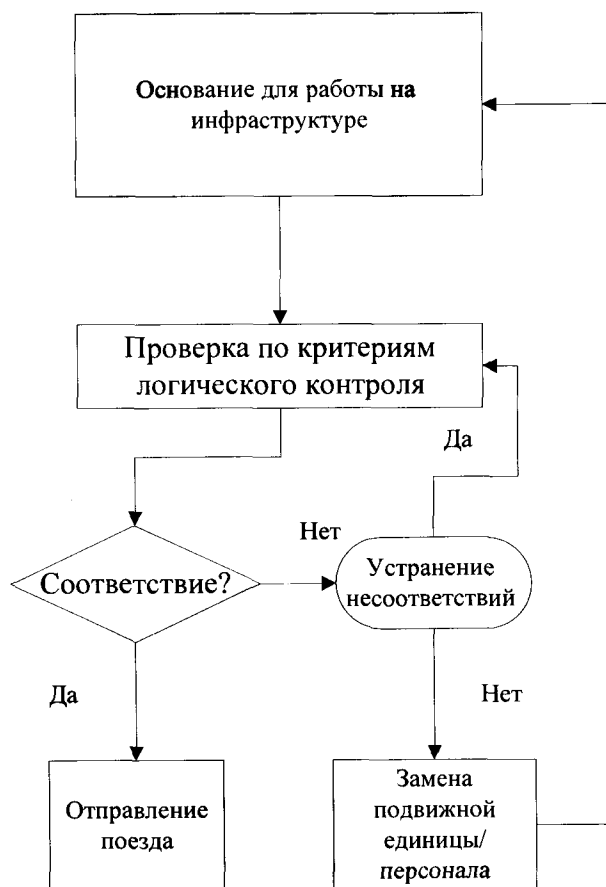 Основание для работы на
инфраструктуре
Проверка по критериям
логического контроля
Да
Нет
Соответствие?
Устранение
несоответствий
Да
Нет
Отправление
поезда
Замена
подвижной
единицы/
персонала